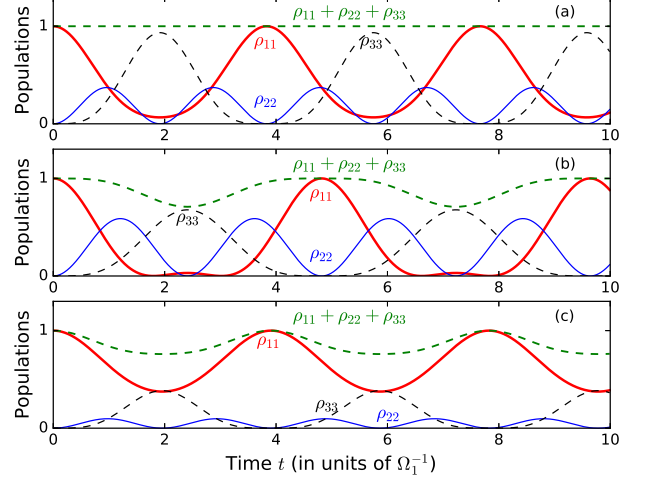 ρ₁₁ + ρ₂₂ + ρ₃₃
(a)
1
ρ₁₁
ρ₃₃
Populations
ρ₂₂
0
0 2 4 6 8 10
ρ₁₁ + ρ₂₂ + ρ₃₃
(b)
1
ρ₁₁
ρ₃₃
Populations
ρ₂₂
0
0 2 4 6 8 10
ρ₁₁ + ρ₂₂ + ρ₃₃
(c)
1
ρ₁₁
Populations
ρ₃₃
ρ₂₂
0
0 2 4 6 8 10
Time t (in units of Ω₁⁻¹)